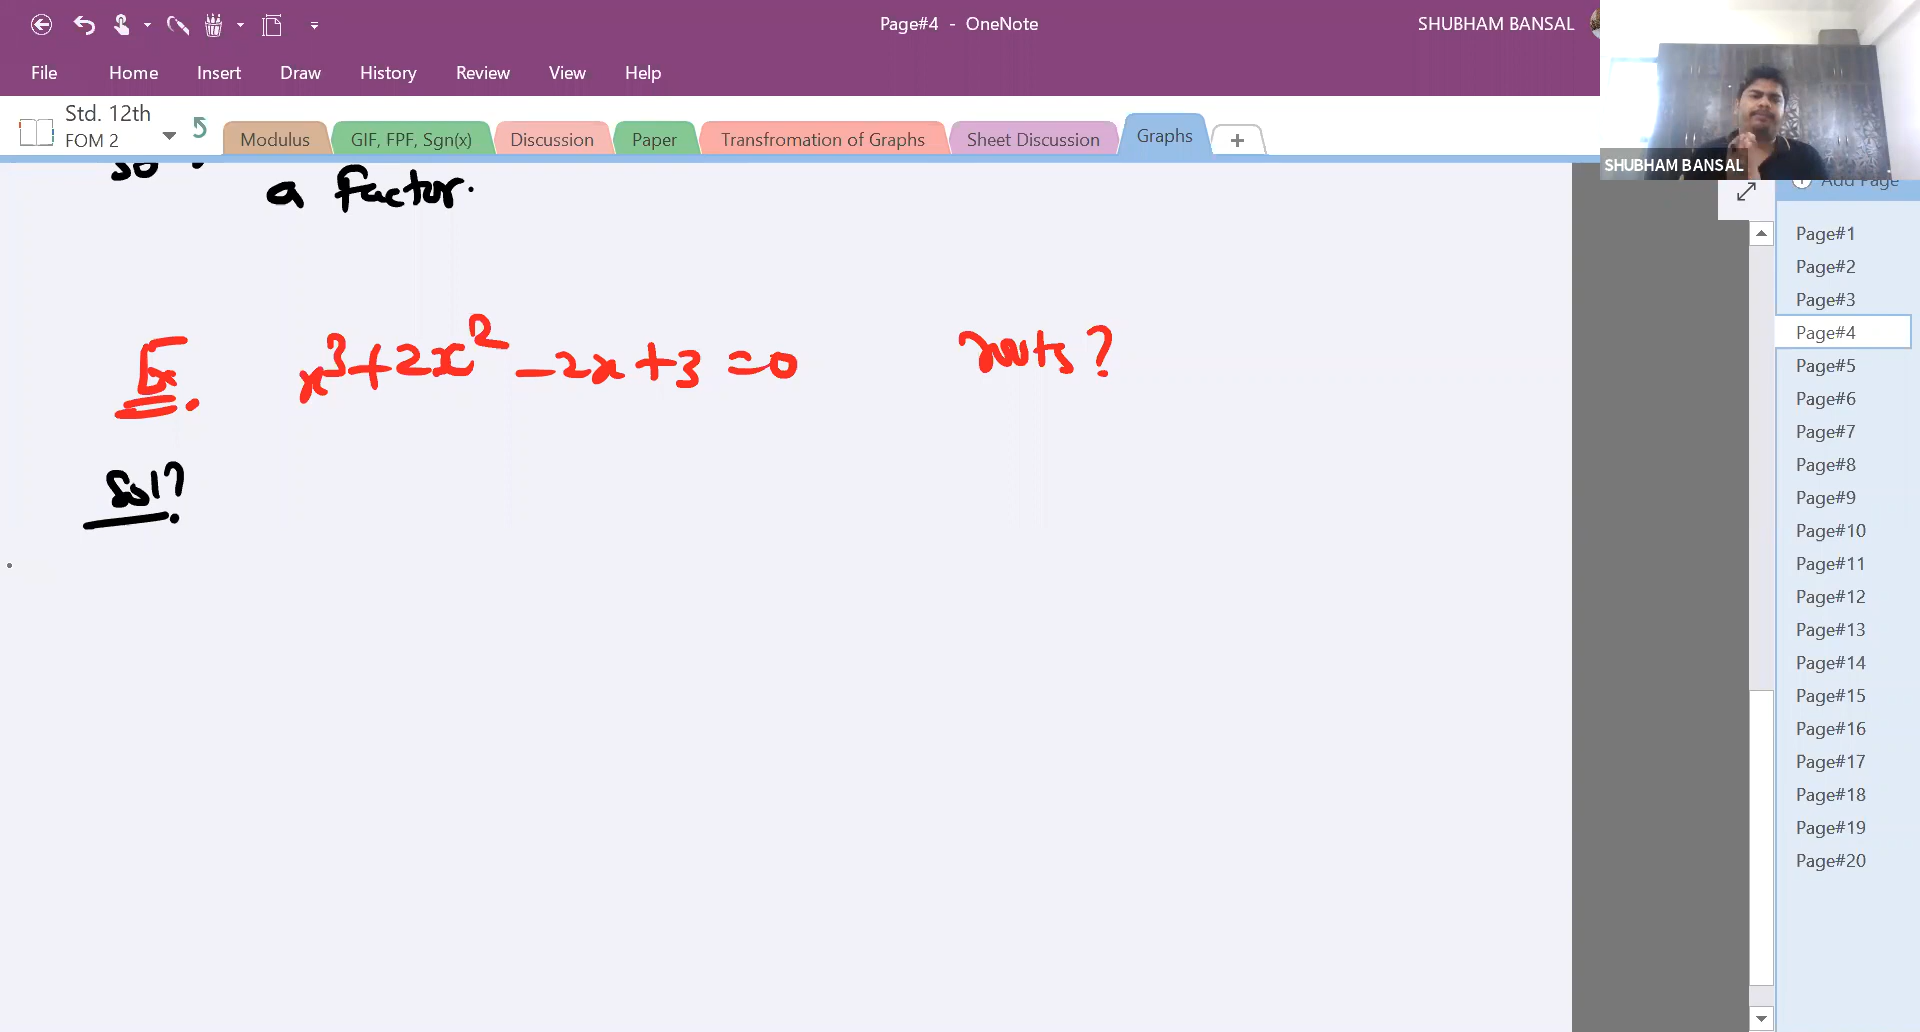 Page#4 - OneNote
SHUBHAM BANSAL
File Home Insert Draw History Review View Help
Std. 12th
FOM 2
Modulus GIF, FPF, Sgn(x) Discussion Paper Transfromation of Graphs Sheet Discussion Graphs +
SHUBHAM BANSAL
Add Page
so
a factor.
Ex. x³+2x²-2x+3=0 roots?
Page#1
Page#2
Page#3
Page#4
Page#5
Page#6
Page#7
Page#8
Page#9
Page#10
Page#11
Page#12
Page#13
Page#14
Page#15
Page#16
Page#17
Page#18
Page#19
Page#20